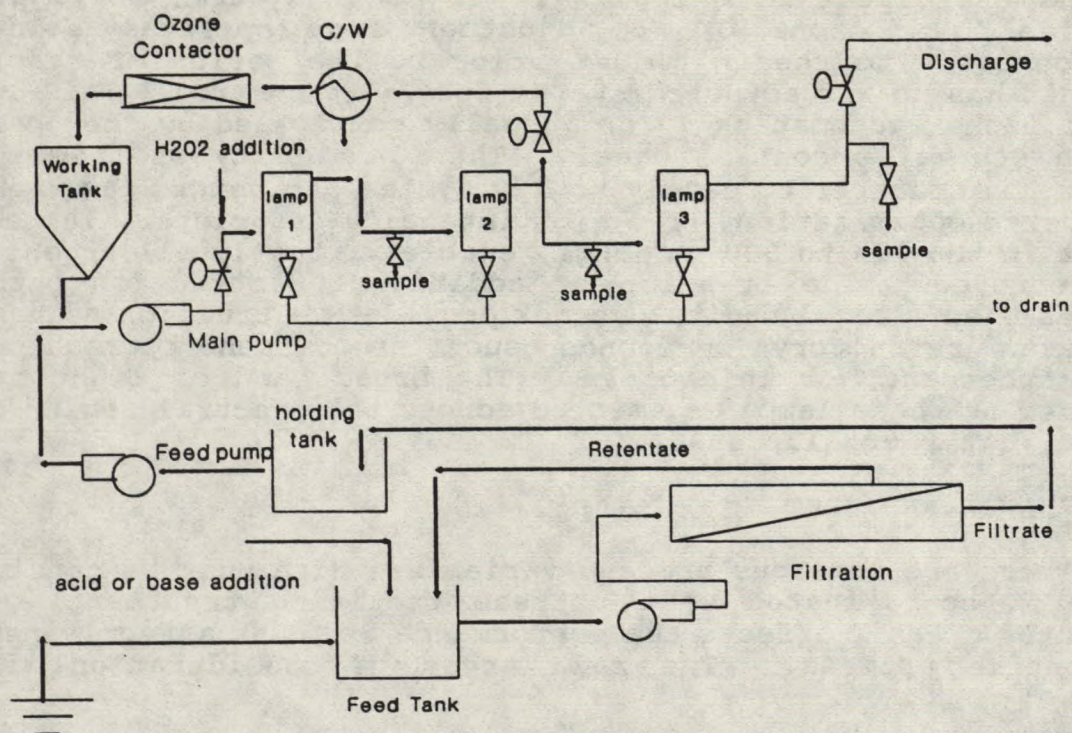 Ozone
Contactor
C/W
Discharge
H2O2 addition
Working
Tank
lamp
1
lamp
2
lamp
3
sample
sample
sample
to drain
Main pump
holding
tank
Feed pump
Retentate
Filtrate
acid or base addition
Filtration
Feed Tank